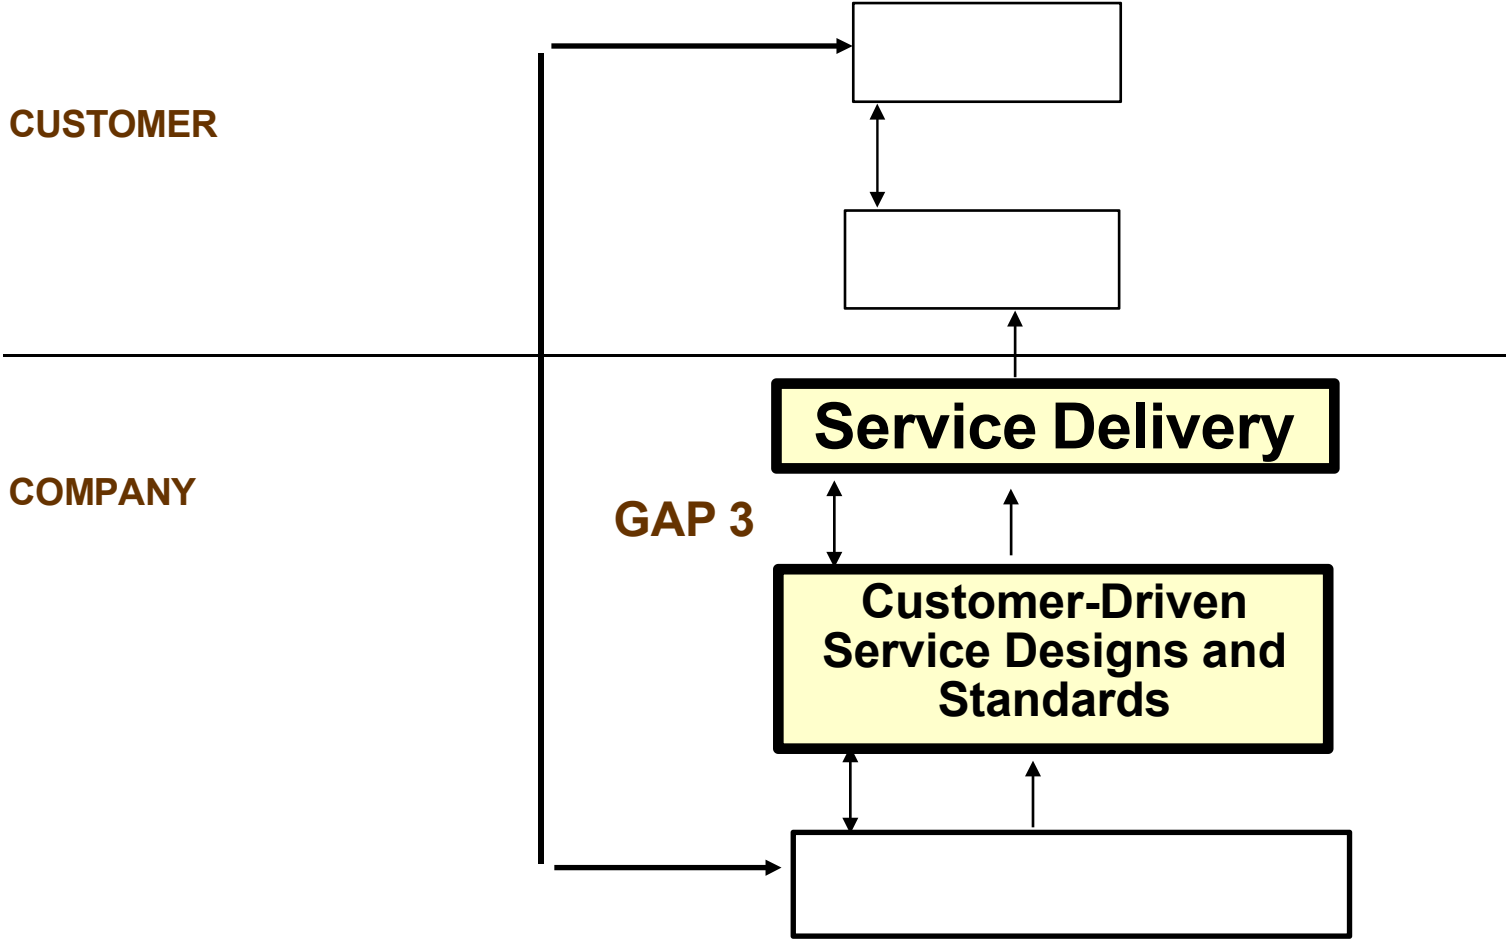 CUSTOMER
Service Delivery
COMPANY
GAP 3
Customer-Driven
Service Designs and
Standards